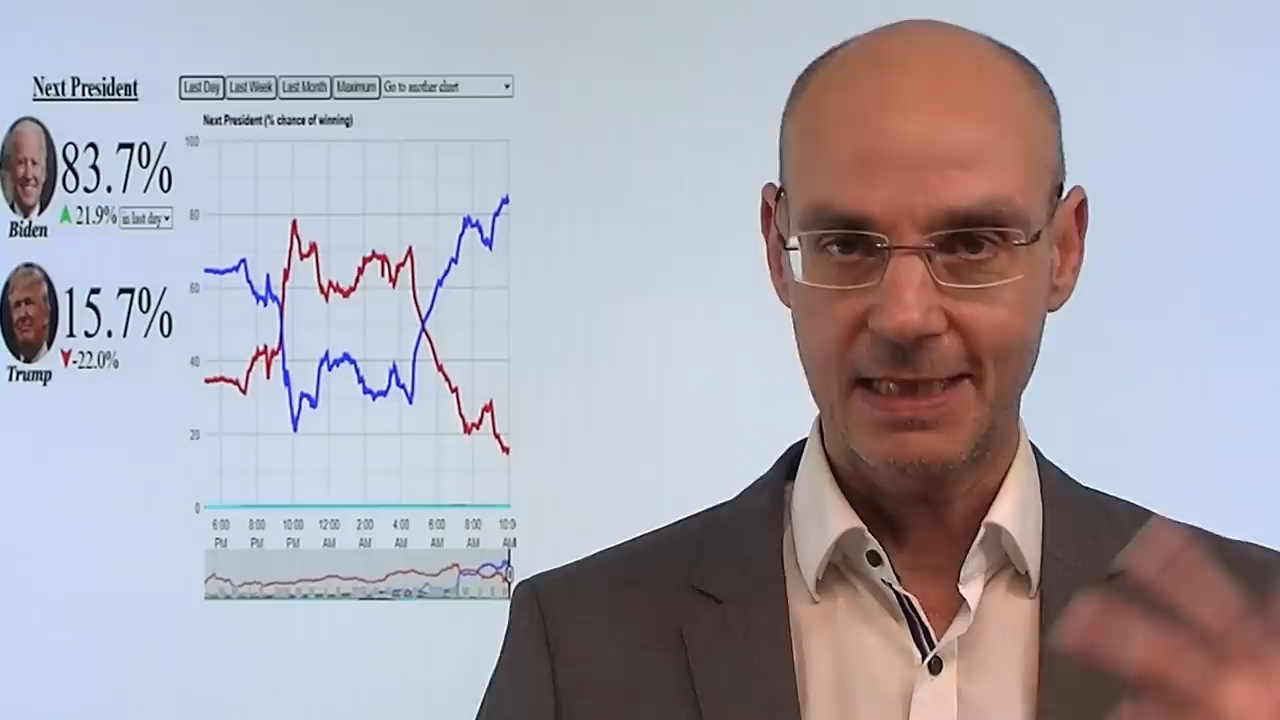 Next President
83.7%
21.9% in last day
Biden
15.7%
-22.0%
Trump
Last Day Last Week Last Month Maximum Go to another chart
Next President (% chance of winning)
100
80
60
40
20
0
6:00 8:00 10:00 12:00 2:00 4:00 6:00 8:00 10:0
PM PM PM AM AM AM AM AM AM